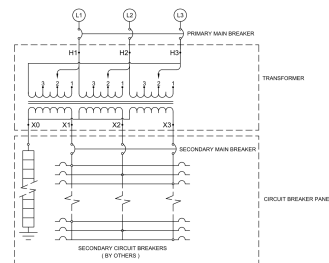 L1 L2 L3
PRIMARY MAIN BREAKER
H1 H2 H3
3 2 1 3 2 1 3 2 1
TRANSFORMER
X0 X1 X2 X3
SECONDARY MAIN BREAKER
CIRCUIT BREAKER PANE
SECONDARY CIRCUIT BREAKERS
( BY OTHERS )